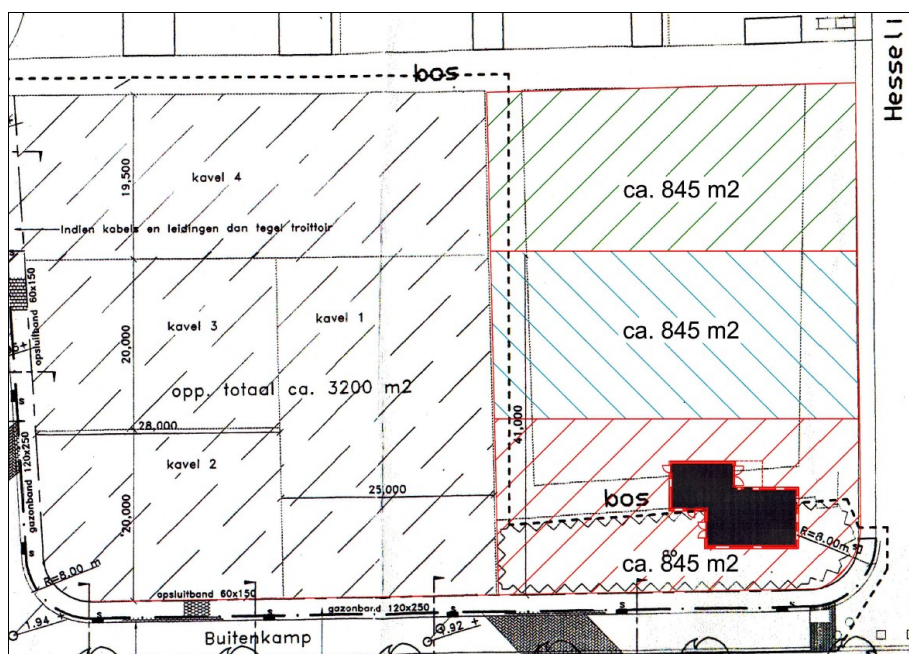 bos
Hessel
kavel 4
19,500
ca. 845 m2
Indien kabels en leidingen dan tegel troittoir
opsluitband 60x150
kavel 3
kavel 1
20,000
ca. 845 m2
opp. totaal ca. 3200 m2
28,000
41,000
gazonband 120x250
kavel 2
25,000
20,000
bos
R=8.00 m
ca. 845 m2
R=8.00 m
opsluitband 60x150
gazonband 120x250
1.94 +
1.92 +
Buitenkamp